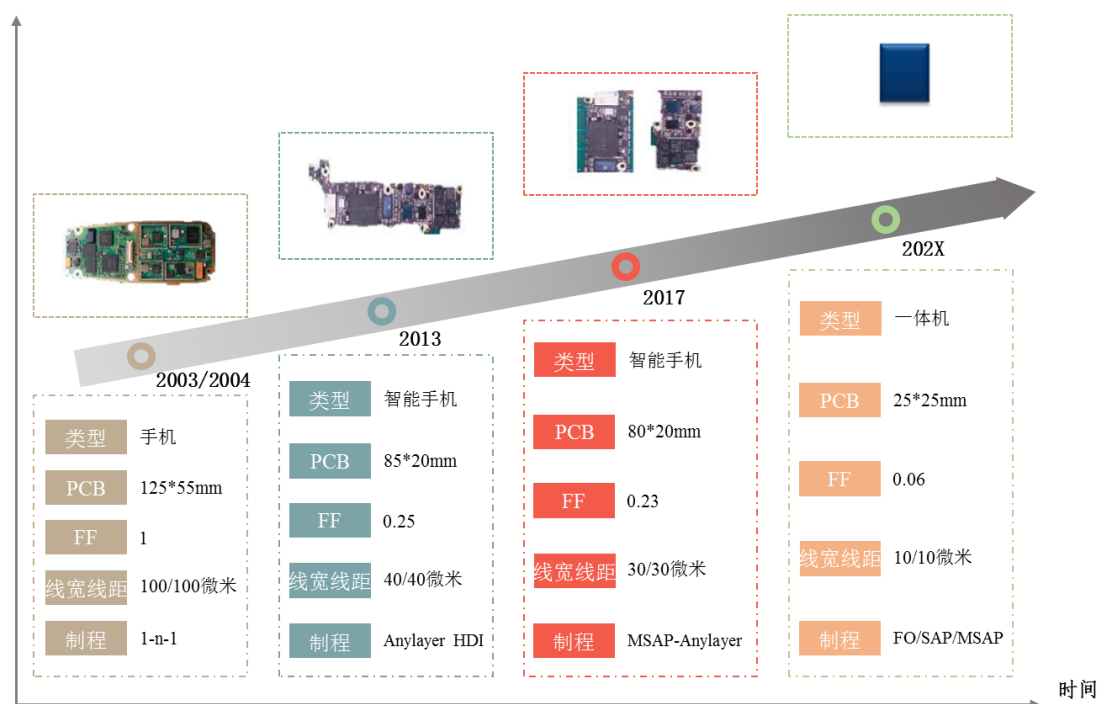 2003/2004
类型 手机
PCB 125*55mm
FF 1
线宽线距 100/100微米
制程 1-n-1
2013
类型 智能手机
PCB 85*20mm
FF 0.25
线宽线距 40/40微米
制程 Anylayer HDI
2017
类型 智能手机
PCB 80*20mm
FF 0.23
线宽线距 30/30微米
制程 MSAP-Anylayer
202X
类型 一体机
PCB 25*25mm
FF 0.06
线宽线距 10/10微米
制程 FO/SAP/MSAP
时间